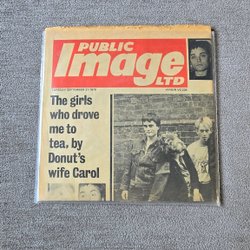 PUBLIC
Image
LTD
The girls
who drove
me to
tea, by
Donut's
wife Carol